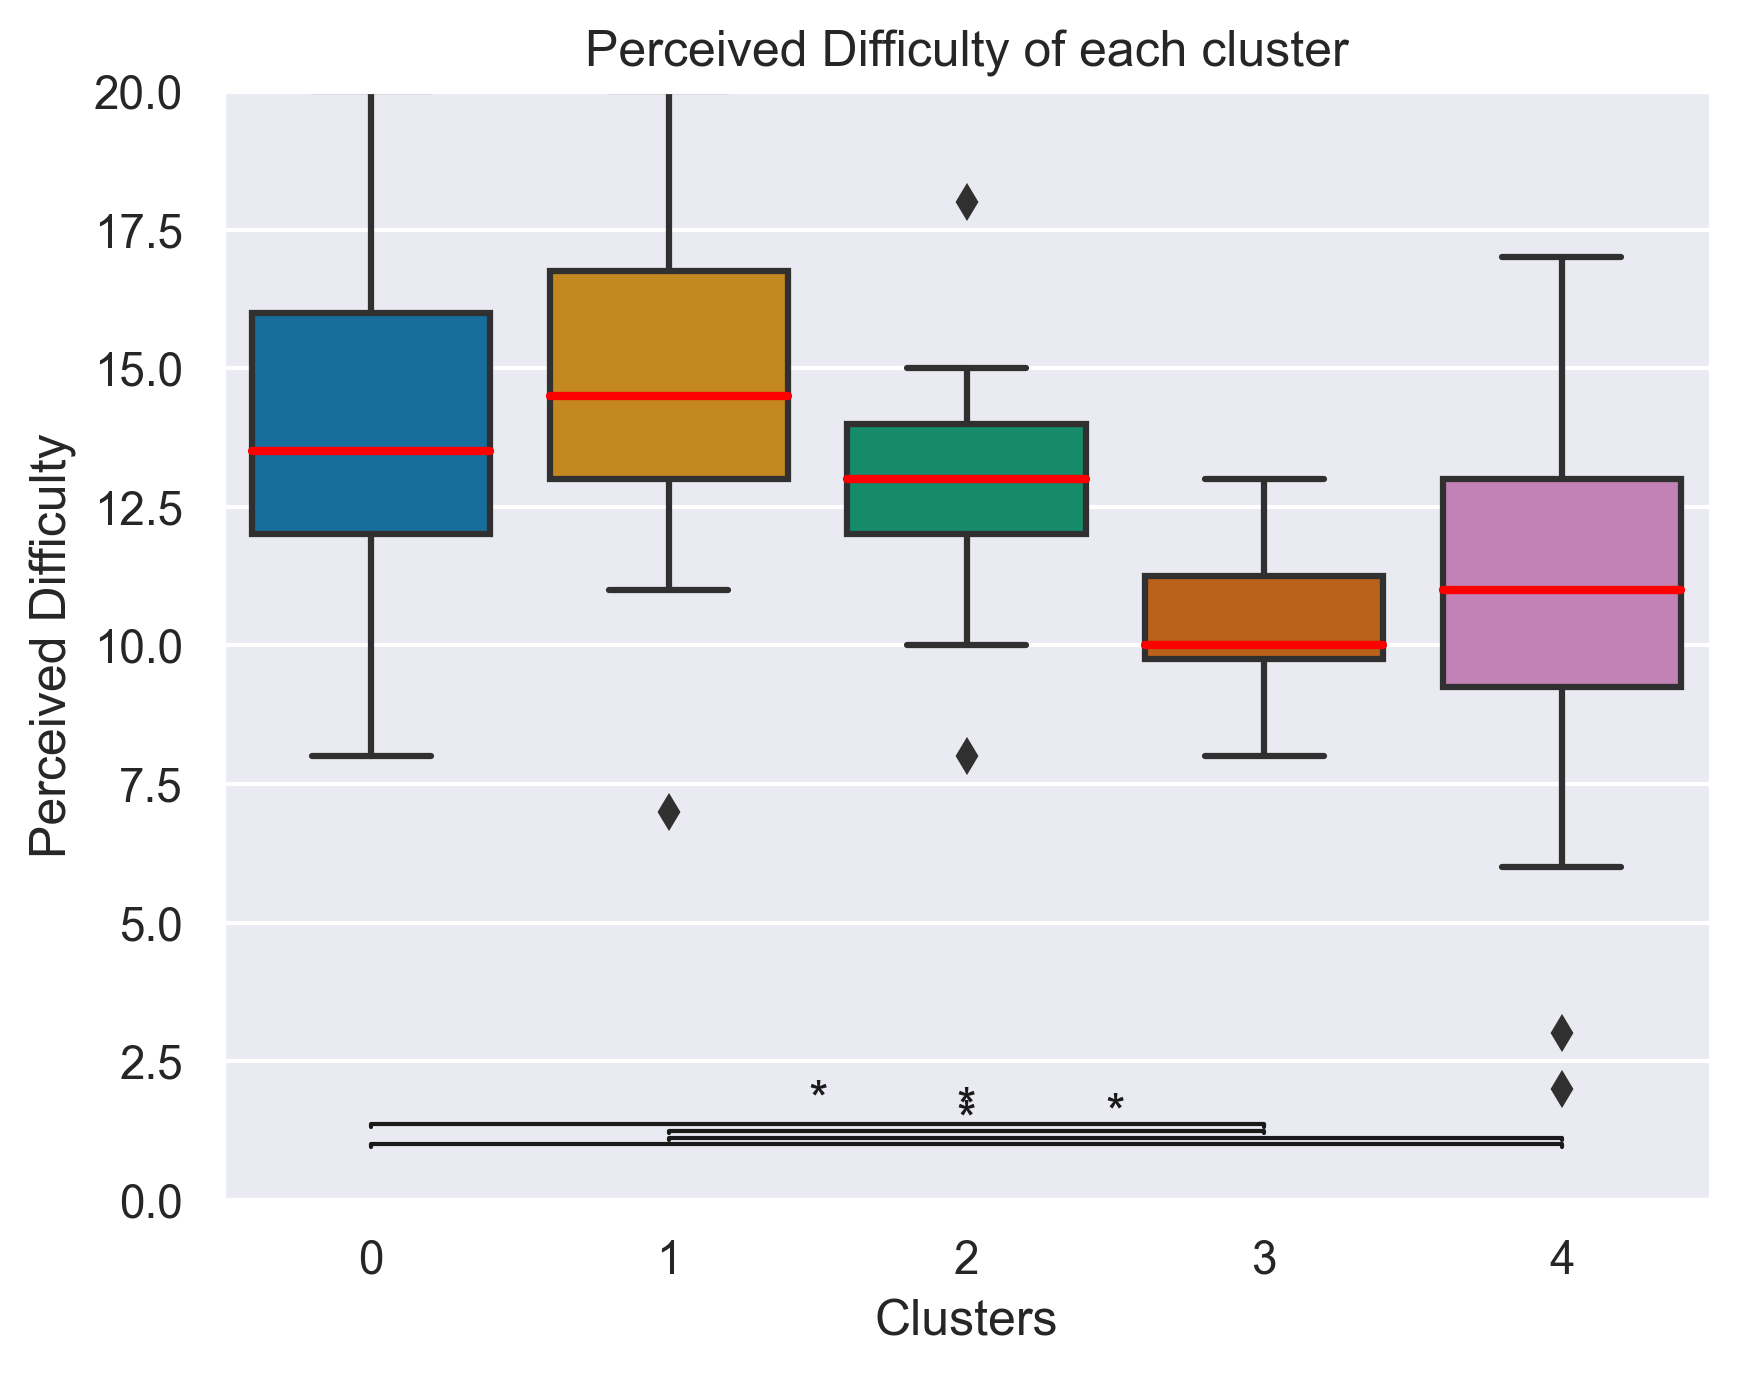 Perceived Difficulty of each cluster
20.0
17.5
15.0
12.5
10.0
7.5
5.0
2.5
0.0
Perceived Difficulty
* * *
*
0 1 2 3 4
Clusters